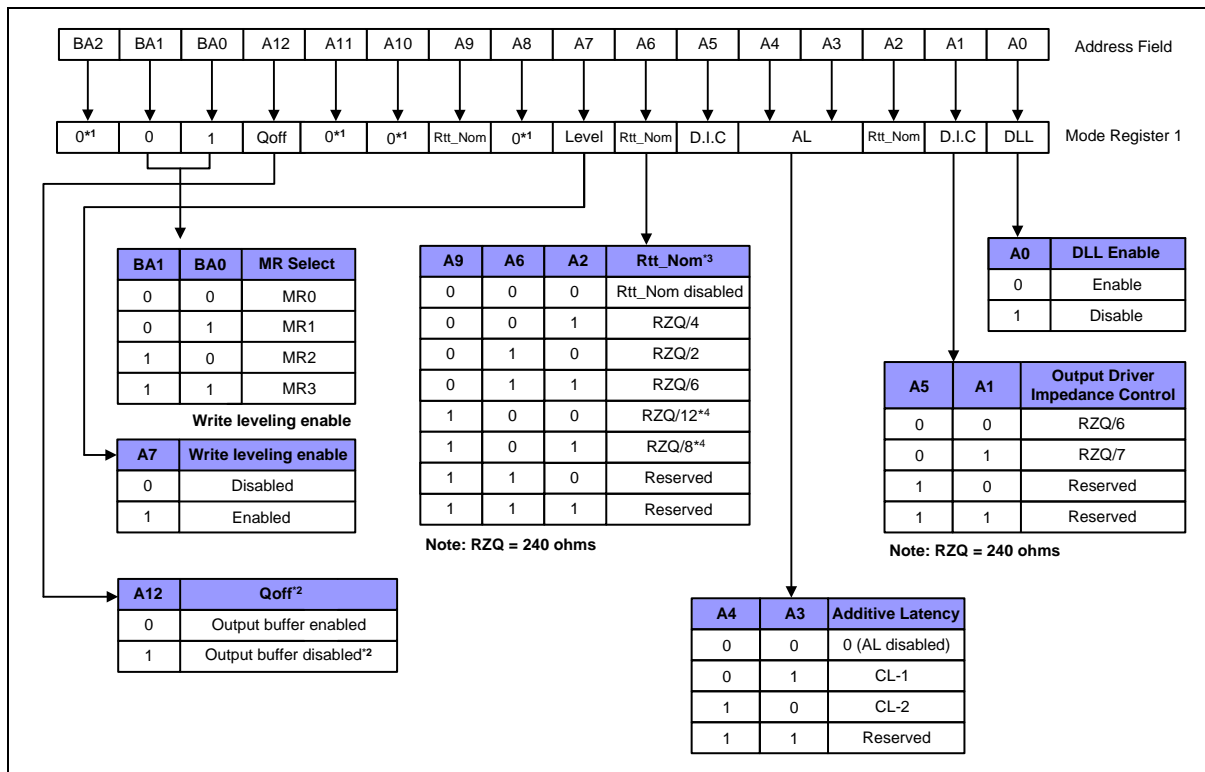 BA2 BA1 BA0 A12 A11 A10 A9 A8 A7 A6 A5 A4 A3 A2 A1 A0 Address Field
0*1 0 1 Qoff 0*1 0*1 Rtt_Nom 0*1 Level Rtt_Nom D.I.C AL Rtt_Nom D.I.C DLL Mode Register 1
BA1 BA0 MR Select
0 0 MR0
0 1 MR1
1 0 MR2
1 1 MR3
Write leveling enable
A7 Write leveling enable
0 Disabled
1 Enabled
A12 Qoff*2
0 Output buffer enabled
1 Output buffer disabled*2
A9 A6 A2 Rtt_Nom*3
0 0 0 Rtt_Nom disabled
0 0 1 RZQ/4
0 1 0 RZQ/2
0 1 1 RZQ/6
1 0 0 RZQ/12*4
1 0 1 RZQ/8*4
1 1 0 Reserved
1 1 1 Reserved
Note: RZQ = 240 ohms
A4 A3 Additive Latency
0 0 0 (AL disabled)
0 1 CL-1
1 0 CL-2
1 1 Reserved
A0 DLL Enable
0 Enable
1 Disable
A5 A1 Output Driver
Impedance Control
0 0 RZQ/6
0 1 RZQ/7
1 0 Reserved
1 1 Reserved
Note: RZQ = 240 ohms